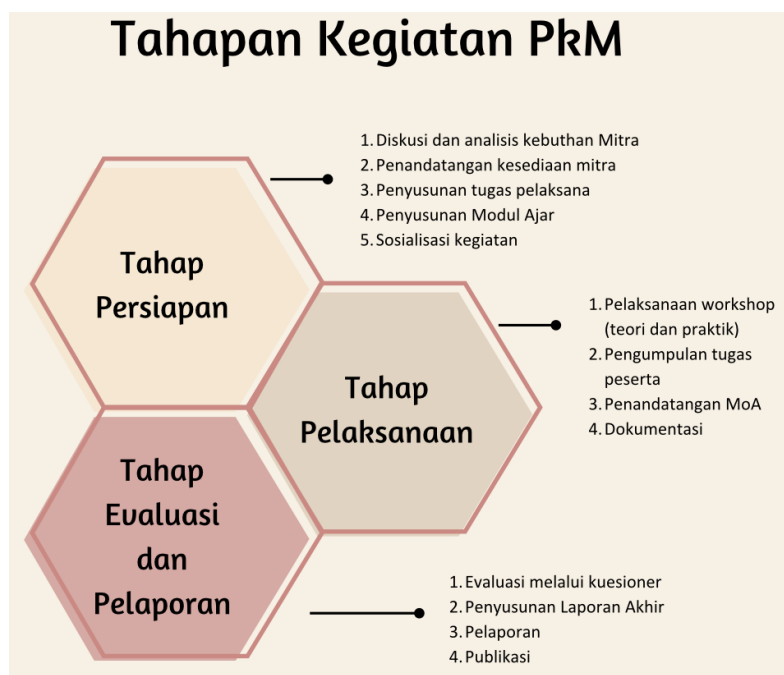 Tahapan Kegiatan PkM
Tahap
Persiapan
1. Diskusi dan analisis kebuthan Mitra
2. Penandatangan kesediaan mitra
3. Penyusunan tugas pelaksana
4. Penyusunan Modul Ajar
5. Sosialisasi kegiatan
Tahap
Pelaksanaan
1. Pelaksanaan workshop
(teori dan praktik)
2. Pengumpulan tugas
peserta
3. Penandatangan MoA
4. Dokumentasi
Tahap
Evaluasi
dan
Pelaporan
1. Evaluasi melalui kuesioner
2. Penyusunan Laporan Akhir
3. Pelaporan
4. Publikasi